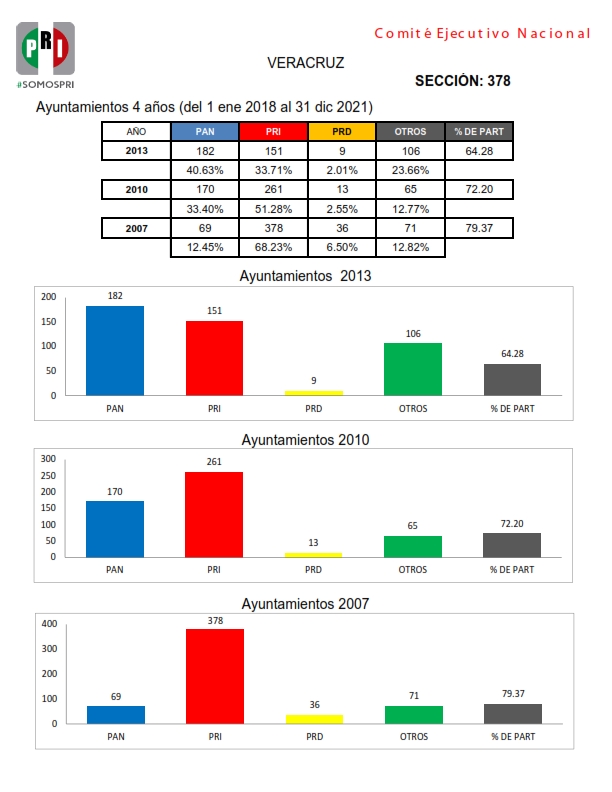 PRI
#SOMOSPRI
Comité Ejecutivo Nacional
VERACRUZ
SECCIÓN: 378
Ayuntamientos 4 años (del 1 ene 2018 al 31 dic 2021)
AÑO PAN PRI PRD OTROS % DE PART
2013 182 151 9 106 64.28
40.63% 33.71% 2.01% 23.66%
2010 170 261 13 65 72.20
33.40% 51.28% 2.55% 12.77%
2007 69 378 36 71 79.37
12.45% 68.23% 6.50% 12.82%
Ayuntamientos 2013
200
150
100
50
0
182
151
9
106
64.28
PAN PRI PRD OTROS % DE PART
Ayuntamientos 2010
300
250
200
150
100
50
0
170
261
13
65
72.20
PAN PRI PRD OTROS % DE PART
Ayuntamientos 2007
400
300
200
100
0
69
378
36
71
79.37
PAN PRI PRD OTROS % DE PART